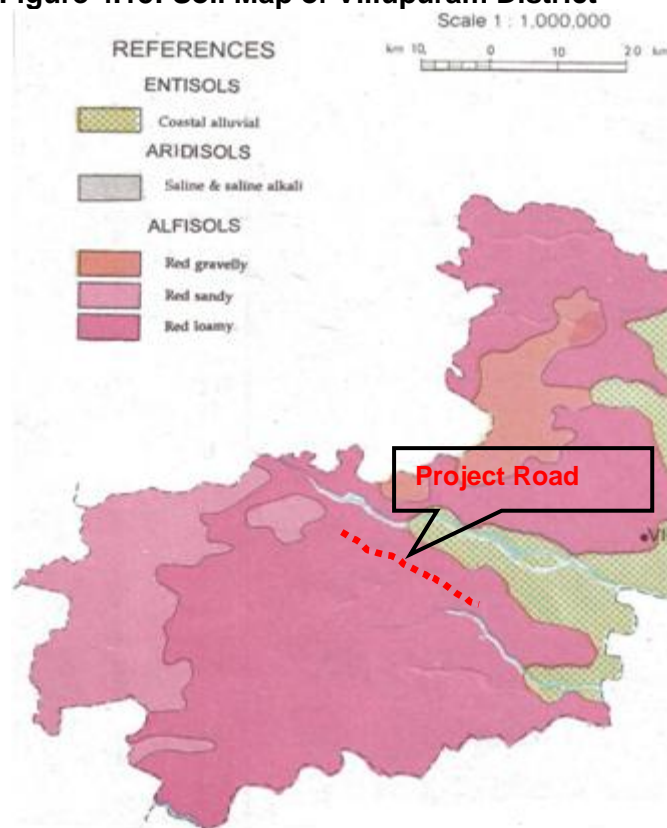 Scale 1 : 1,000,000
km 10, 0 10 20 km
REFERENCES
ENTISOLS
Coastal alluvial
ARIDISOLS
Saline & saline alkali
ALFISOLS
Red gravelly
Red sandy
Red loamy
Project Road